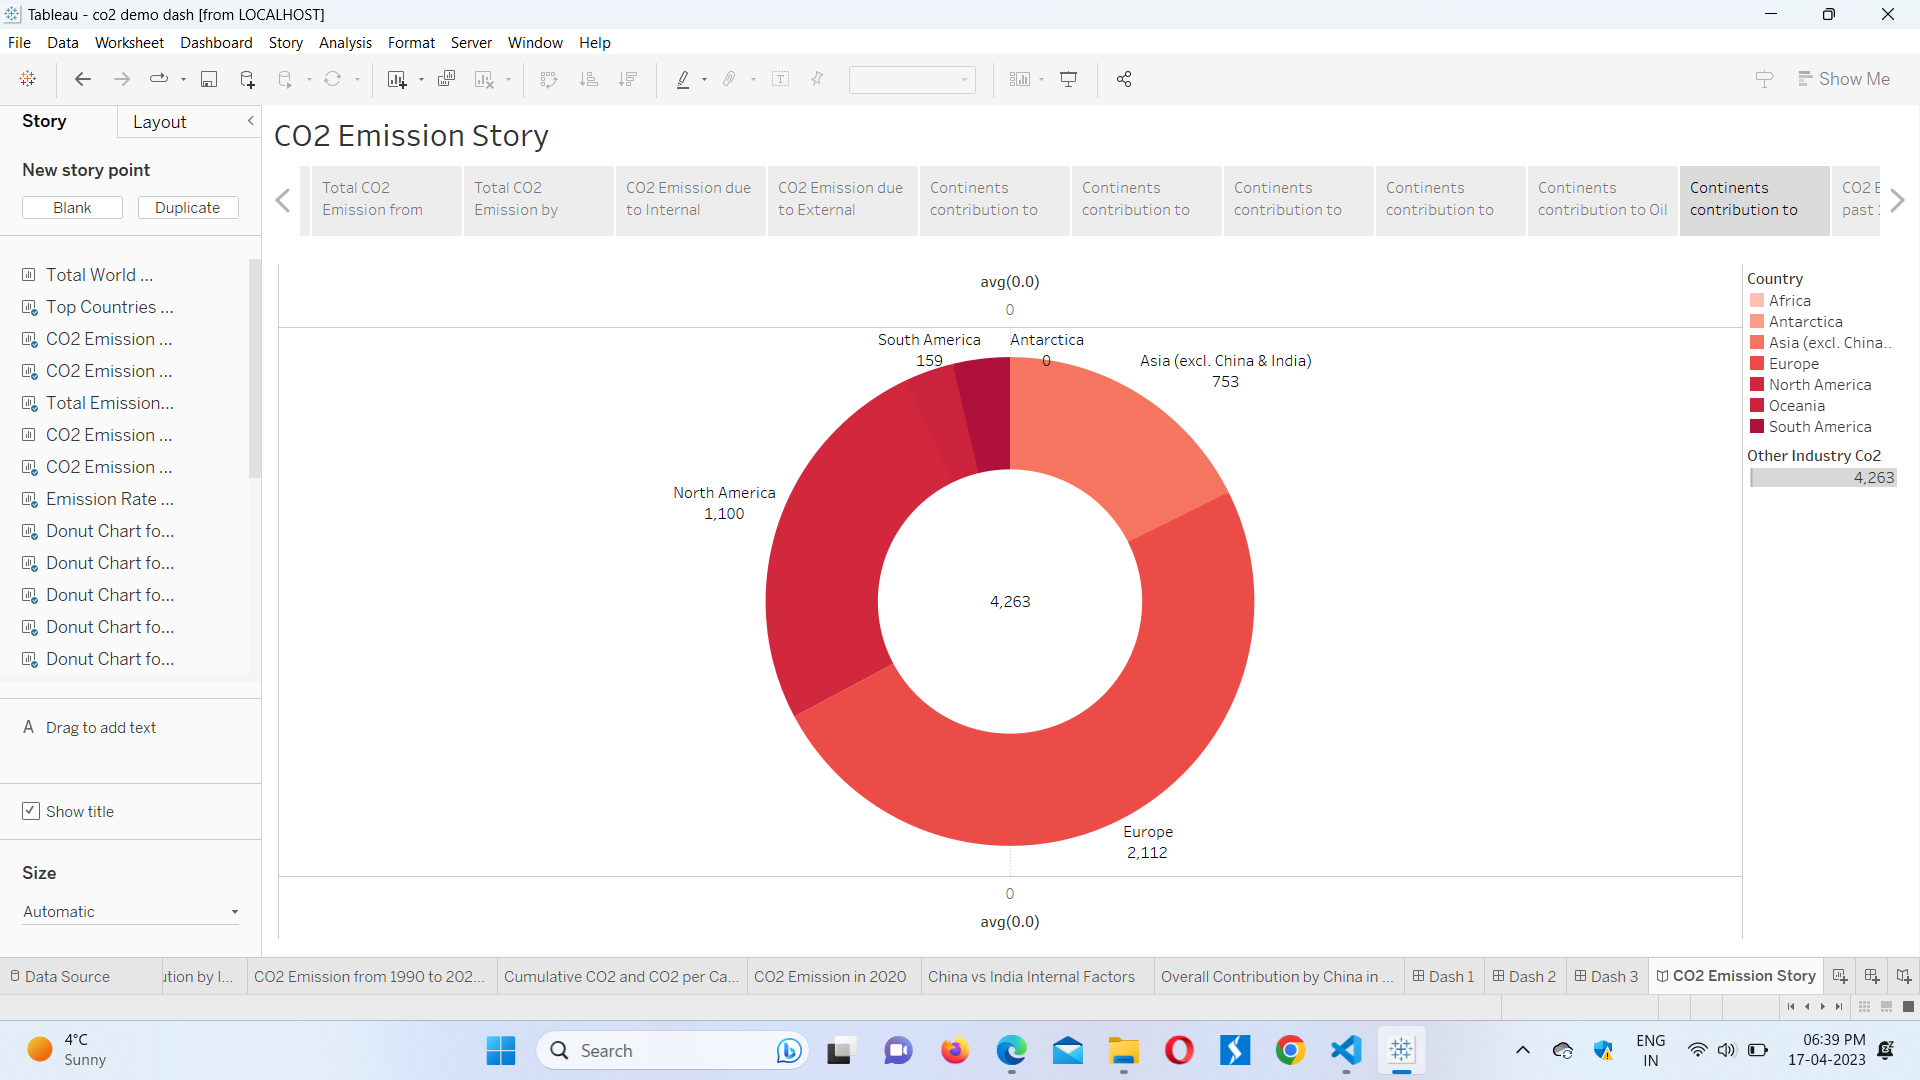 Tableau - co2 demo dash [from LOCALHOST]
File Data Worksheet Dashboard Story Analysis Format Server Window Help
Show Me
Story
Layout
New story point
Blank
Duplicate
Total World ...
Top Countries ...
CO2 Emission ...
CO2 Emission ...
Total Emission...
CO2 Emission ...
CO2 Emission ...
Emission Rate ...
Donut Chart fo...
Donut Chart fo...
Donut Chart fo...
Donut Chart fo...
Donut Chart fo...
A Drag to add text
Show title
Size
Automatic
CO2 Emission Story
Total CO2
Emission from
Total CO2
Emission by
CO2 Emission due
to Internal
CO2 Emission due
to External
Continents
contribution to
Continents
contribution to
Continents
contribution to
Continents
contribution to
Continents
contribution to Oil
Continents
contribution to
CO2 E
past
avg(0.0)
0
South America
159
Antarctica
0
Asia (excl. China & India)
753
North America
1,100
4,263
Europe
2,112
0
avg(0.0)
Country
Africa
Antarctica
Asia (excl. China..
Europe
North America
Oceania
South America
Other Industry Co2
4,263
Data Source
ution by I...
CO2 Emission from 1990 to 202...
Cumulative CO2 and CO2 per Ca...
CO2 Emission in 2020
China vs India Internal Factors
Overall Contribution by China in ...
Dash 1
Dash 2
Dash 3
CO2 Emission Story
4°C
Sunny
Search
ENG
IN
06:39 PM
17-04-2023